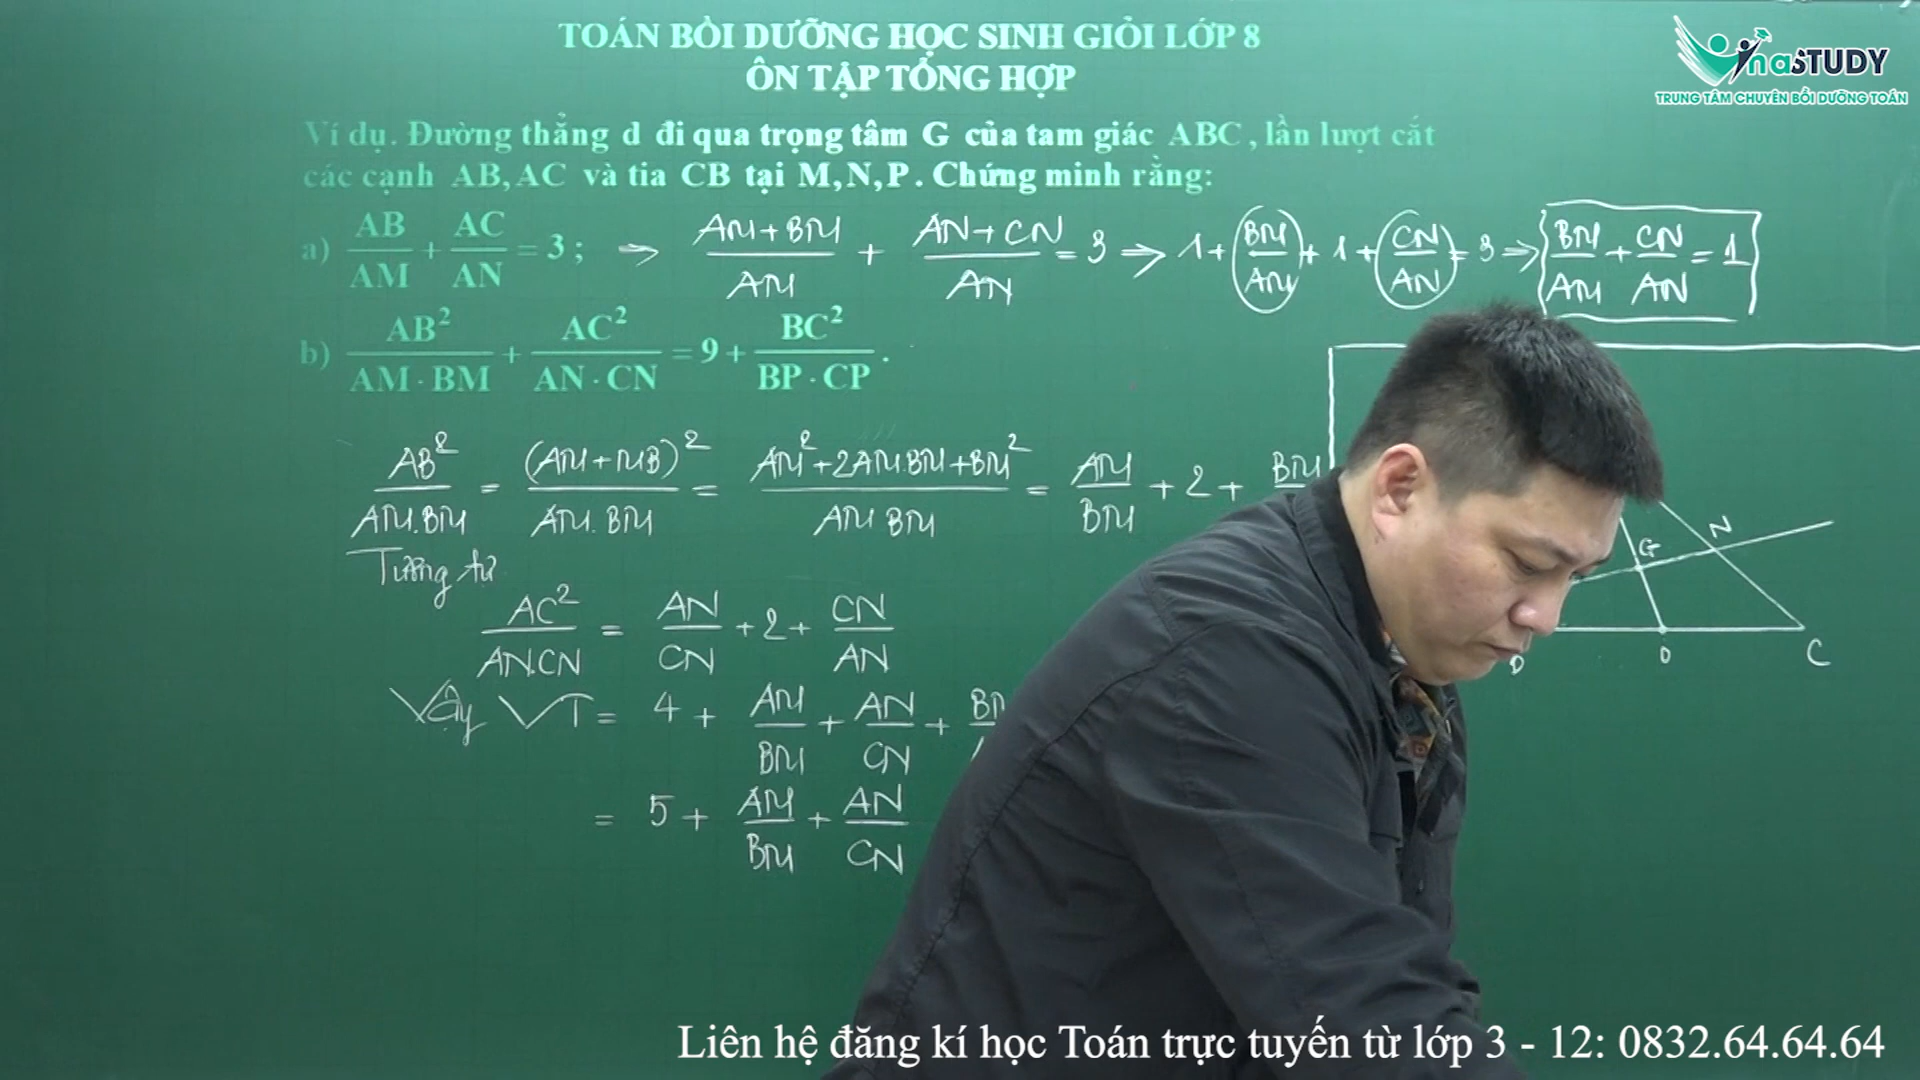 TOÁN BỒI DƯỠNG HỌC SINH GIỎI LỚP 8
ÔN TẬP TỔNG HỢP
VinaSTUDY
TRUNG TÂM CHUYÊN BỒI DƯỠNG TOÁN
Ví dụ. Đường thẳng d đi qua trọng tâm G của tam giác ABC, lần lượt cắt
các cạnh AB, AC và tia CB tại M, N, P. Chứng minh rằng:
a) AB/AM + AC/AN = 3; => (AM+BM)/AM + (AN+CN)/AN = 3 => 1 + BM/AM + 1 + CN/AN = 3 => BM/AM + CN/AN = 1
b) AB²/(AM·BM) + AC²/(AN·CN) = 9 + BC²/(BP·CP).
AB²/(AM.BM) = (AM+MB)²/(AM.BM) = (AM²+2AM.BM+BM²)/(AM BM) = AM/BM + 2 + BM
Tương tự
AC²/(AN.CN) = AN/CN + 2 + CN/AN
Vậy VT = 4 + AM/BM + AN/CN +
= 5 + AM/BM + AN/CN
G N
D C
Liên hệ đăng kí học Toán trực tuyến từ lớp 3 - 12: 0832.64.64.64